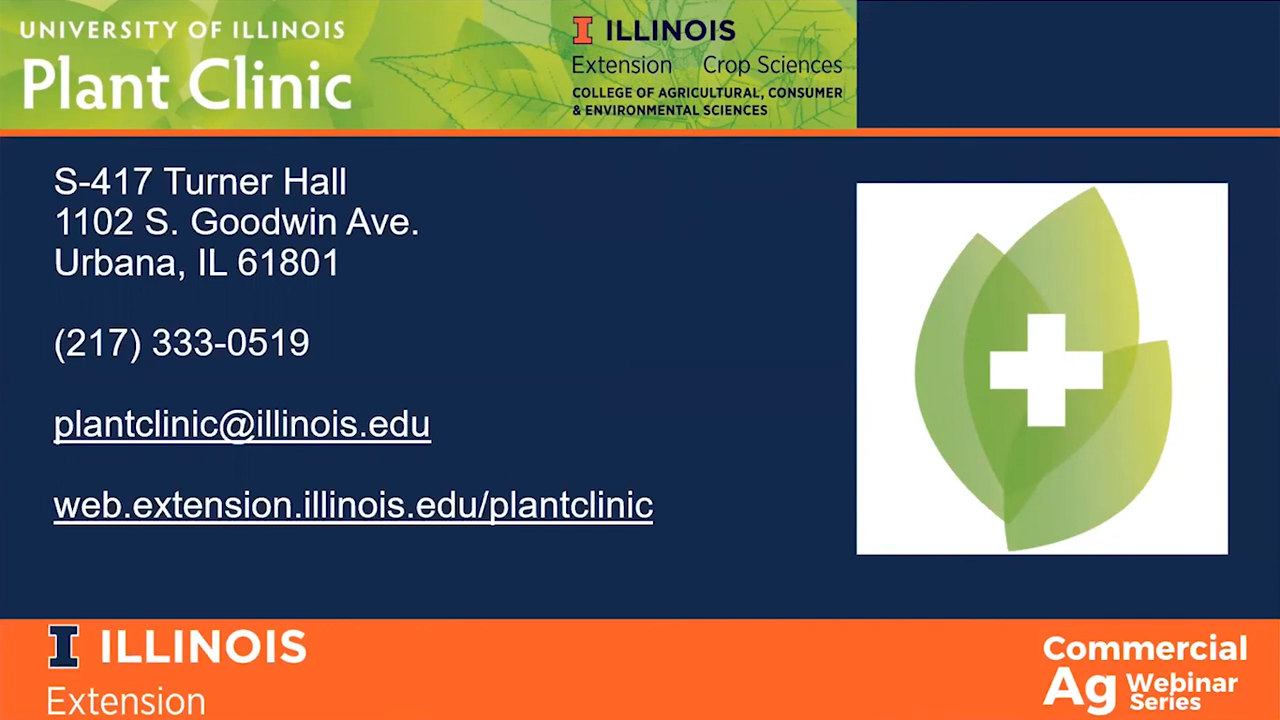 UNIVERSITY OF ILLINOIS
Plant Clinic
I ILLINOIS
Extension Crop Sciences
COLLEGE OF AGRICULTURAL, CONSUMER
& ENVIRONMENTAL SCIENCES
S-417 Turner Hall
1102 S. Goodwin Ave.
Urbana, IL 61801
(217) 333-0519
plantclinic@illinois.edu
web.extension.illinois.edu/plantclinic
I ILLINOIS
Extension
Commercial
Ag Webinar
Series